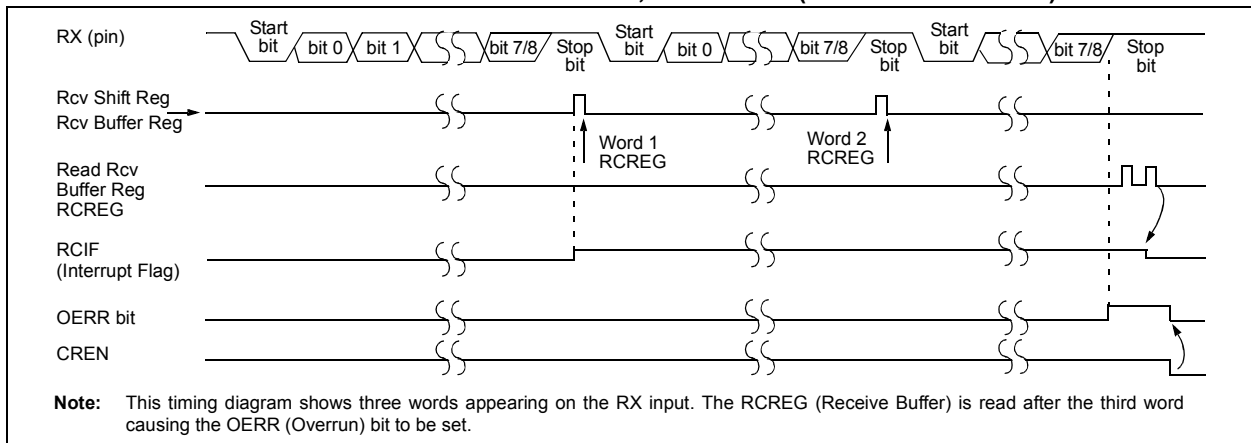 RX (pin)
Start
bit
bit 0
bit 1
bit 7/8
Stop
bit
Start
bit
bit 0
bit 7/8
Stop
bit
Start
bit
bit 7/8
Stop
bit
Rcv Shift Reg
Rcv Buffer Reg
Word 1
RCREG
Word 2
RCREG
Read Rcv
Buffer Reg
RCREG
RCIF
(Interrupt Flag)
OERR bit
CREN
Note: This timing diagram shows three words appearing on the RX input. The RCREG (Receive Buffer) is read after the third word
causing the OERR (Overrun) bit to be set.